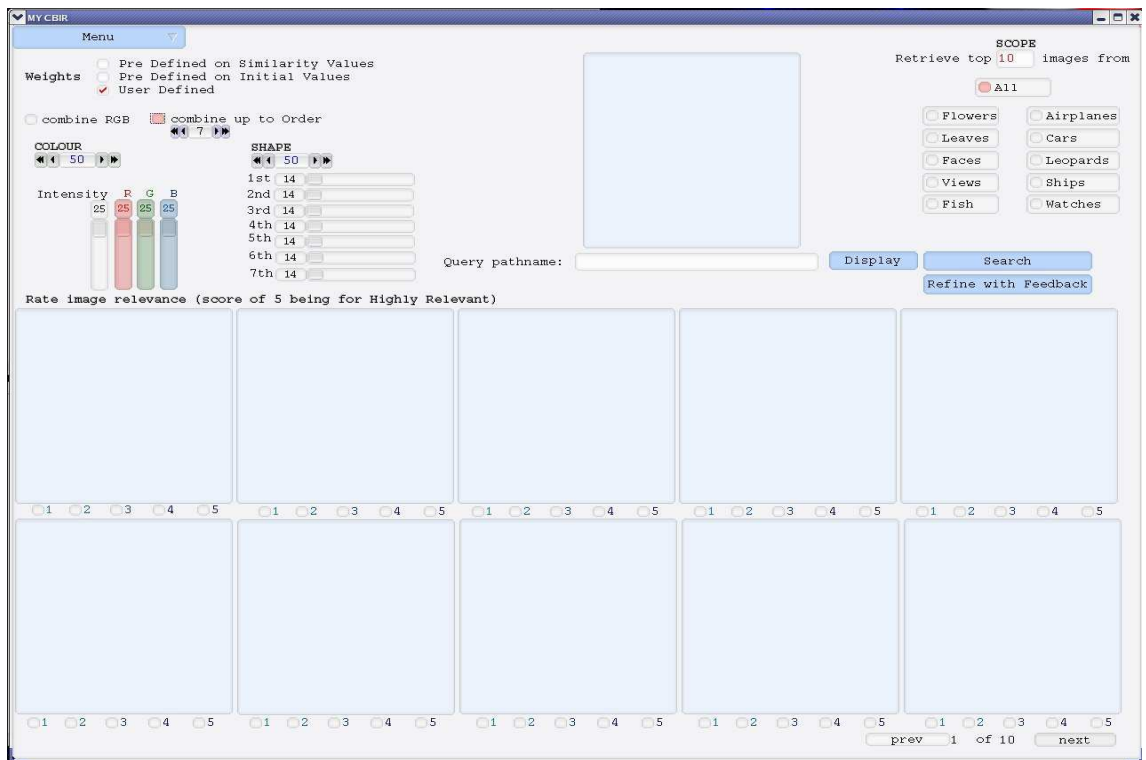 MY CBIR
Menu
SCOPE
Retrieve top 10 images from
All
Weights
Pre Defined on Similarity Values
Pre Defined on Initial Values
User Defined
combine RGB combine up to Order
7
Flowers Airplanes
Leaves Cars
Faces Leopards
Views Ships
Fish Watches
COLOUR
50
Intensity R G B
25 25 25 25
SHAPE
50
1st 14
2nd 14
3rd 14
4th 14
5th 14
6th 14
7th 14
Query pathname: Display Search
Refine with Feedback
Rate image relevance (score of 5 being for Highly Relevant)
1 2 3 4 5 1 2 3 4 5 1 2 3 4 5 1 2 3 4 5 1 2 3 4 5
1 2 3 4 5 1 2 3 4 5 1 2 3 4 5 1 2 3 4 5 1 2 3 4 5
prev 1 of 10 next